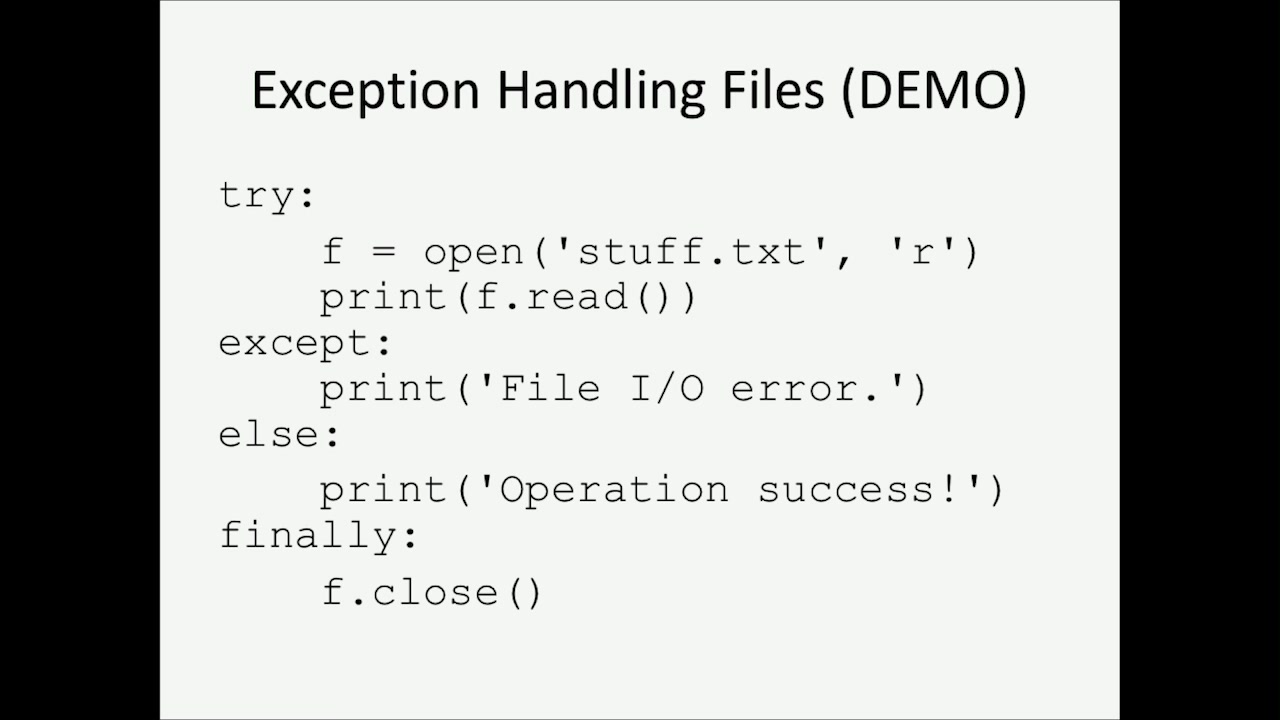 Exception Handling Files (DEMO)
try:
    f = open('stuff.txt', 'r')
    print(f.read())
except:
    print('File I/O error.')
else:
    print('Operation success!')
finally:
    f.close()